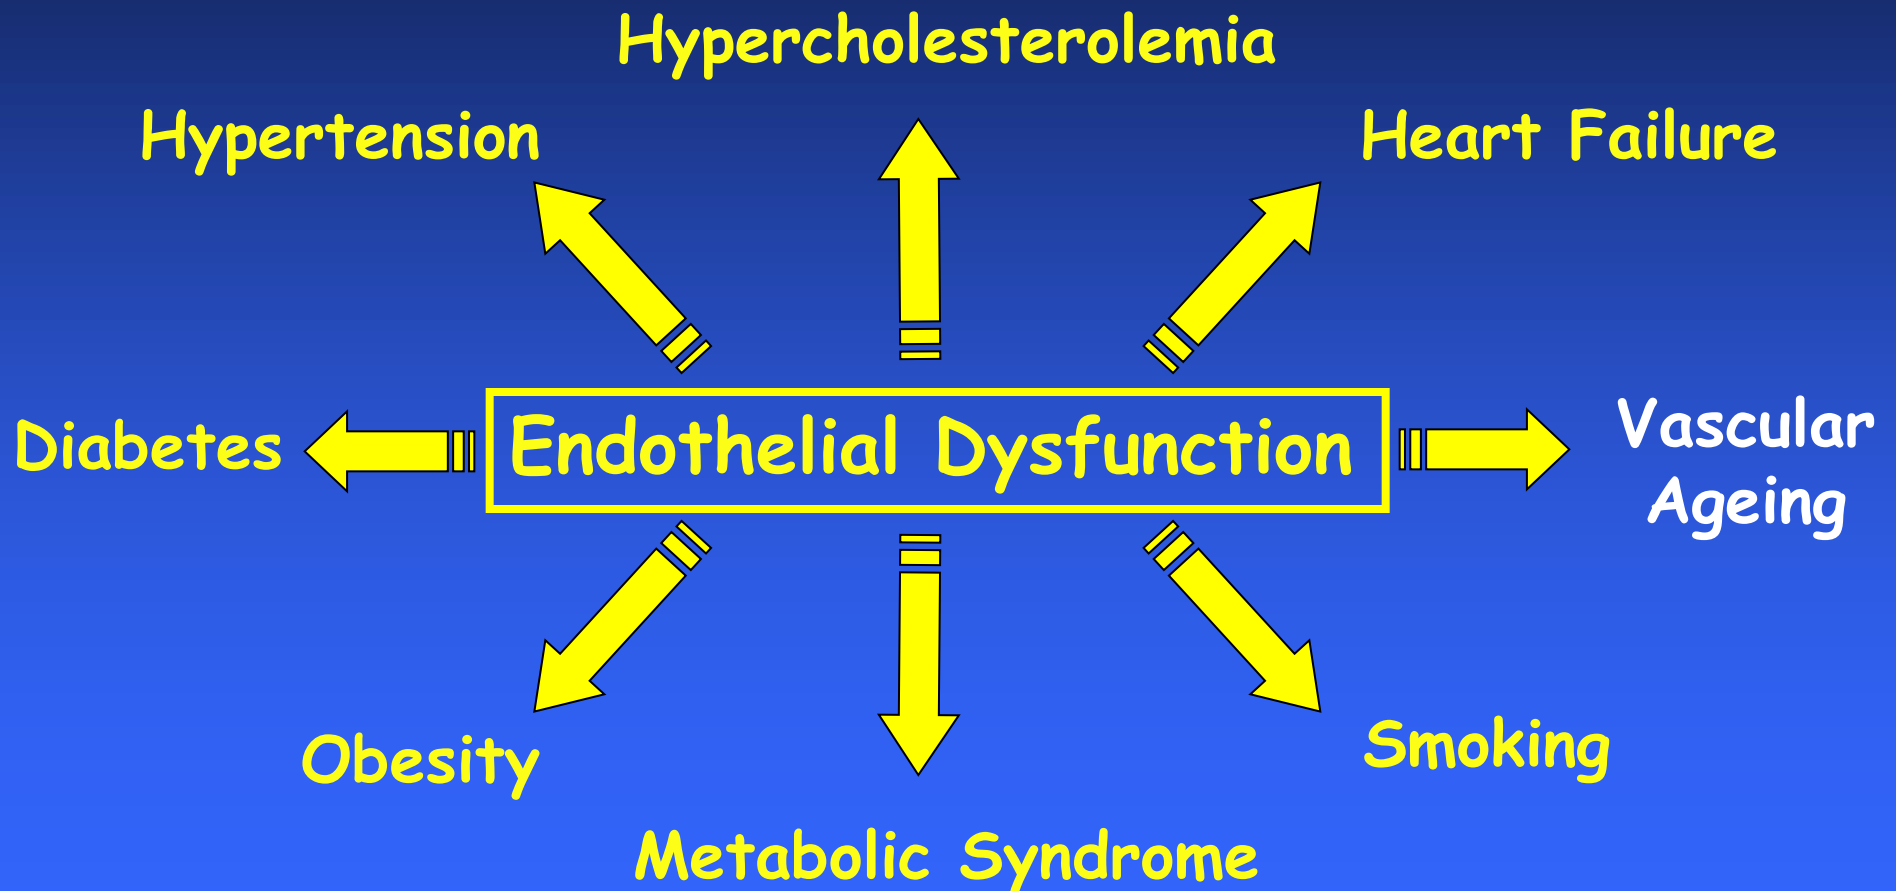 Hypercholesterolemia
Hypertension
Heart Failure
Diabetes
Endothelial Dysfunction
Vascular
Ageing
Obesity
Smoking
Metabolic Syndrome